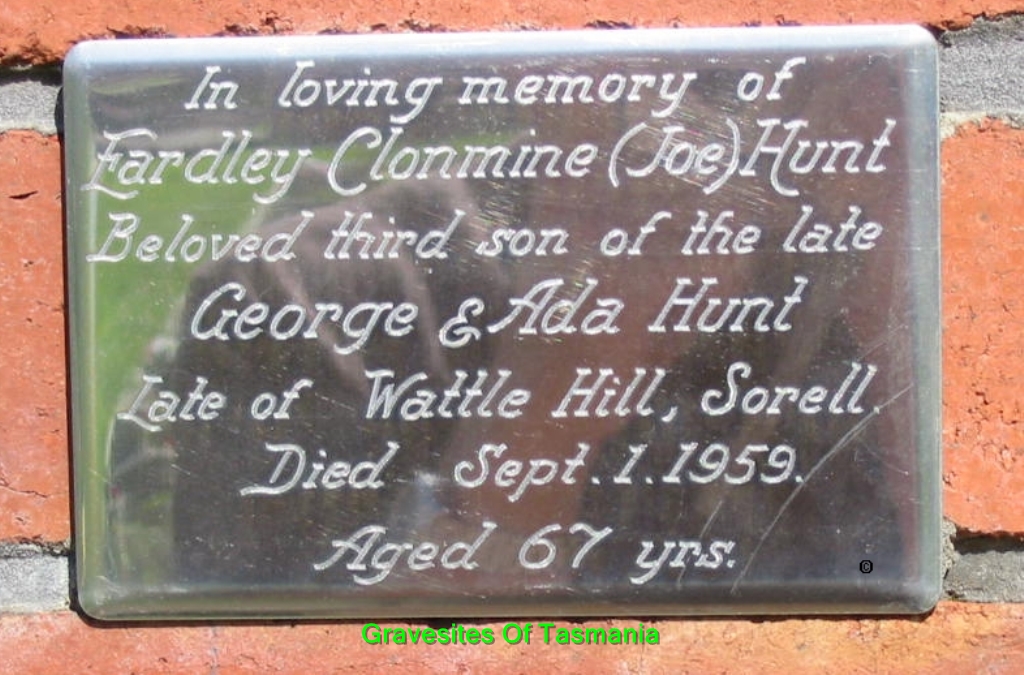 In loving memory of
Eardley Clonmine (Joe) Hunt
Beloved third son of the late
George & Ada Hunt
Late of Wattle Hill, Sorell.
Died Sept. 1. 1959.
Aged 67 yrs.
©
Gravesites Of Tasmania